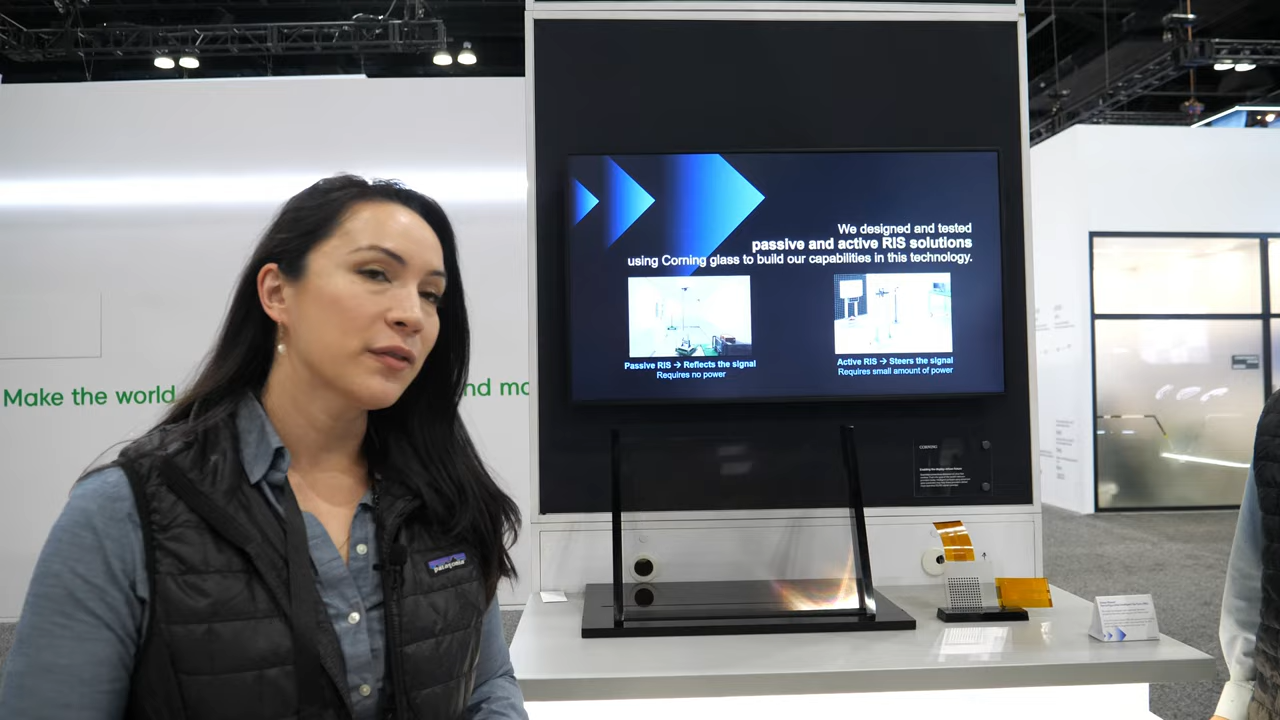 Make the world
nd mo
We designed and tested
passive and active RIS solutions
using Corning glass to build our capabilities in this technology.
Passive RIS → Reflects the signal
Requires no power
Active RIS → Steers the signal
Requires small amount of power
CORNING
patagonia